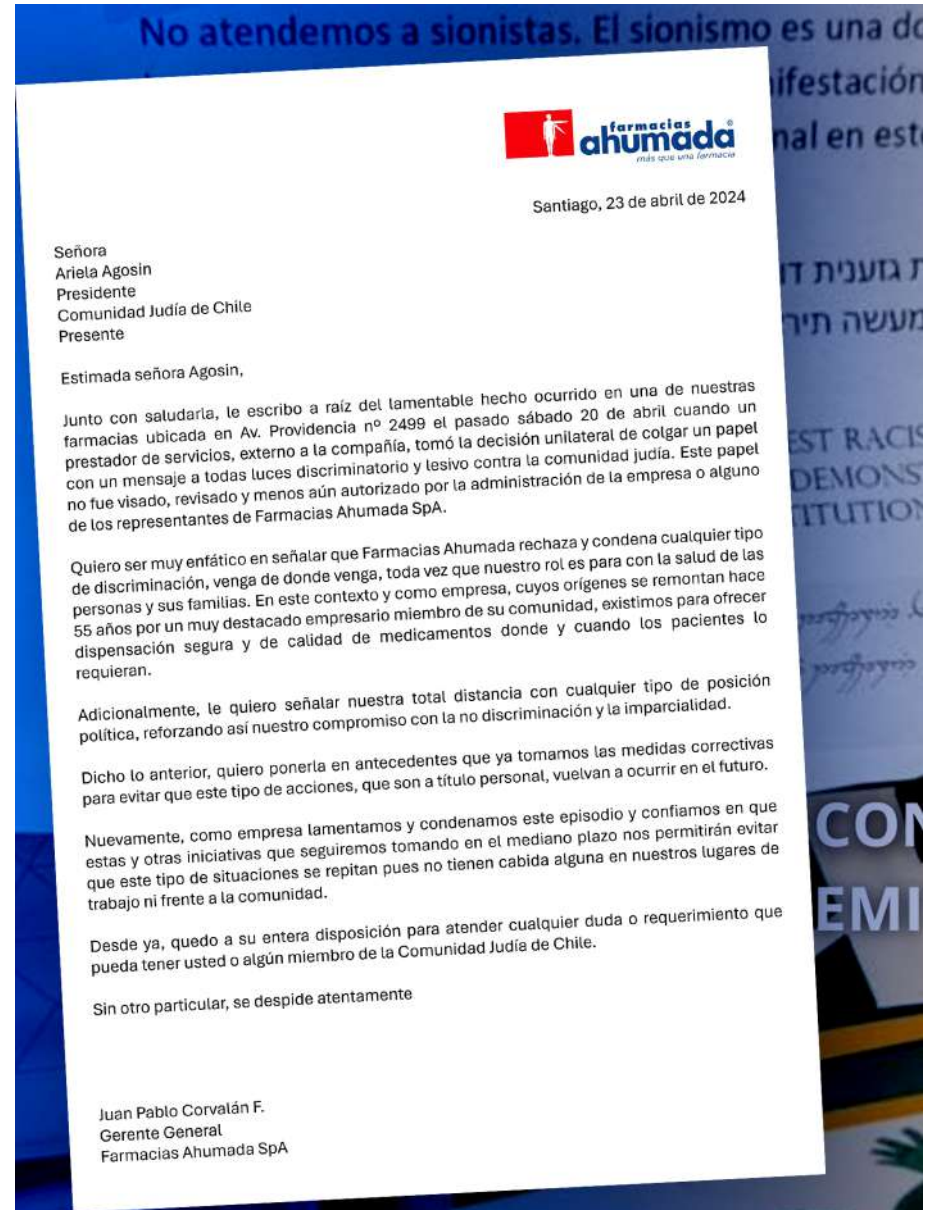 No atendemos a sionistas. El sionismo es una
ifestación
nal en est
farmacias
ahumada®
más que una farmacia
Santiago, 23 de abril de 2024
Señora
Ariela Agosin
Presidente
Comunidad Judía de Chile
Presente
Estimada señora Agosin,
Junto con saludarla, le escribo a raíz del lamentable hecho ocurrido en una de nuestras
farmacias ubicada en Av. Providencia nº 2499 el pasado sábado 20 de abril cuando un
prestador de servicios, externo a la compañía, tomó la decisión unilateral de colgar un papel
con un mensaje a todas luces discriminatorio y lesivo contra la comunidad judía. Este papel
no fue visado, revisado y menos aún autorizado por la administración de la empresa o alguno
de los representantes de Farmacias Ahumada SpA.
Quiero ser muy enfático en señalar que Farmacias Ahumada rechaza y condena cualquier tipo
de discriminación, venga de donde venga, toda vez que nuestro rol es para con la salud de las
personas y sus familias. En este contexto y como empresa, cuyos orígenes se remontan hace
55 años por un muy destacado empresario miembro de su comunidad, existimos para ofrecer
dispensación segura y de calidad de medicamentos donde y cuando los pacientes lo
requieran.
Adicionalmente, le quiero señalar nuestra total distancia con cualquier tipo de posición
política, reforzando así nuestro compromiso con la no discriminación y la imparcialidad.
Dicho lo anterior, quiero ponerla en antecedentes que ya tomamos las medidas correctivas
para evitar que este tipo de acciones, que son a título personal, vuelvan a ocurrir en el futuro.
Nuevamente, como empresa lamentamos y condenamos este episodio y confiamos en que
estas y otras iniciativas que seguiremos tomando en el mediano plazo nos permitirán evitar
que este tipo de situaciones se repitan pues no tienen cabida alguna en nuestros lugares de
trabajo ni frente a la comunidad.
Desde ya, quedo a su entera disposición para atender cualquier duda o requerimiento que
pueda tener usted o algún miembro de la Comunidad Judía de Chile.
Sin otro particular, se despide atentamente
Juan Pablo Corvalán F.
Gerente General
Farmacias Ahumada SpA
ת גזענית
מעשה
EST RACIS
DEMONS
TITUTION
CON
EMI